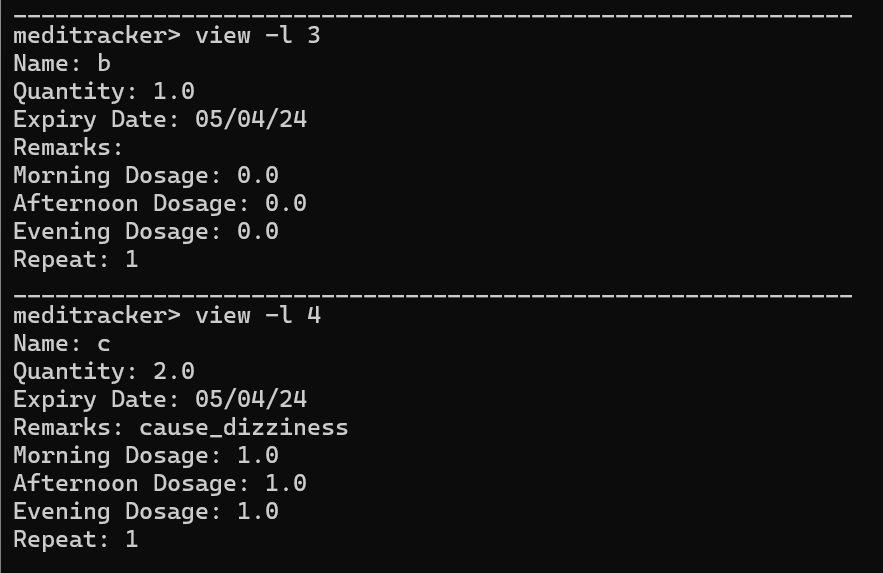 ____________________________________________________________
meditracker> view -l 3
Name: b
Quantity: 1.0
Expiry Date: 05/04/24
Remarks:
Morning Dosage: 0.0
Afternoon Dosage: 0.0
Evening Dosage: 0.0
Repeat: 1
____________________________________________________________
meditracker> view -l 4
Name: c
Quantity: 2.0
Expiry Date: 05/04/24
Remarks: cause_dizziness
Morning Dosage: 1.0
Afternoon Dosage: 1.0
Evening Dosage: 1.0
Repeat: 1